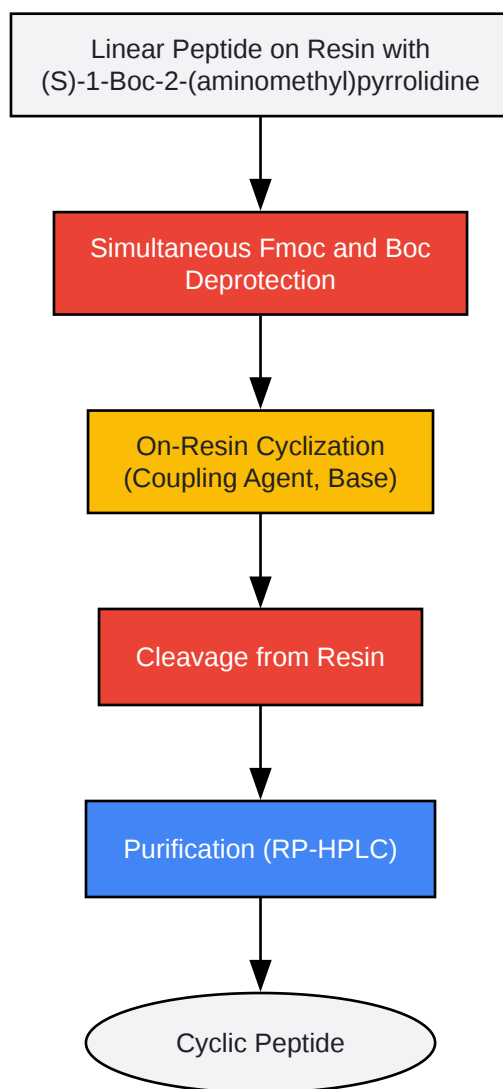 Linear Peptide on Resin with
(S)-1-Boc-2-(aminomethyl)pyrrolidine
Simultaneous Fmoc and Boc
Deprotection
On-Resin Cyclization
(Coupling Agent, Base)
Cleavage from Resin
Purification (RP-HPLC)
Cyclic Peptide